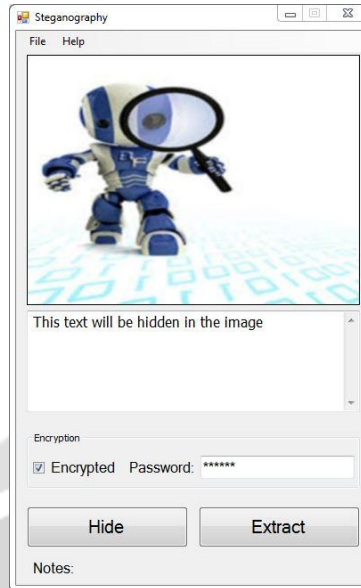 Steganography
File Help
This text will be hidden in the image
Encryption
Encrypted Password: ******
Hide Extract
Notes: